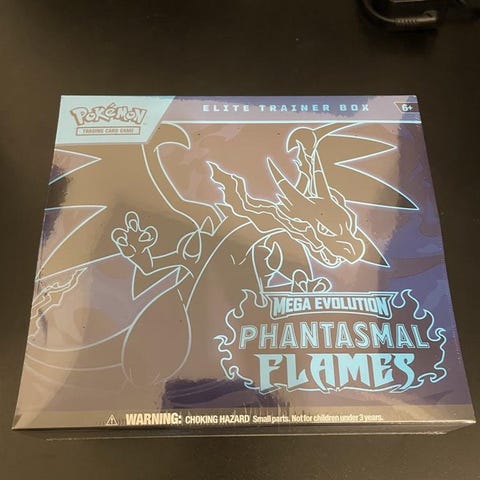 POKÉMON
TRADING CARD GAME
ELITE TRAINER BOX
6+
MEGA EVOLUTION
PHANTASMAL
FLAMES
WARNING: CHOKING HAZARD Small parts. Not for children under 3 years.